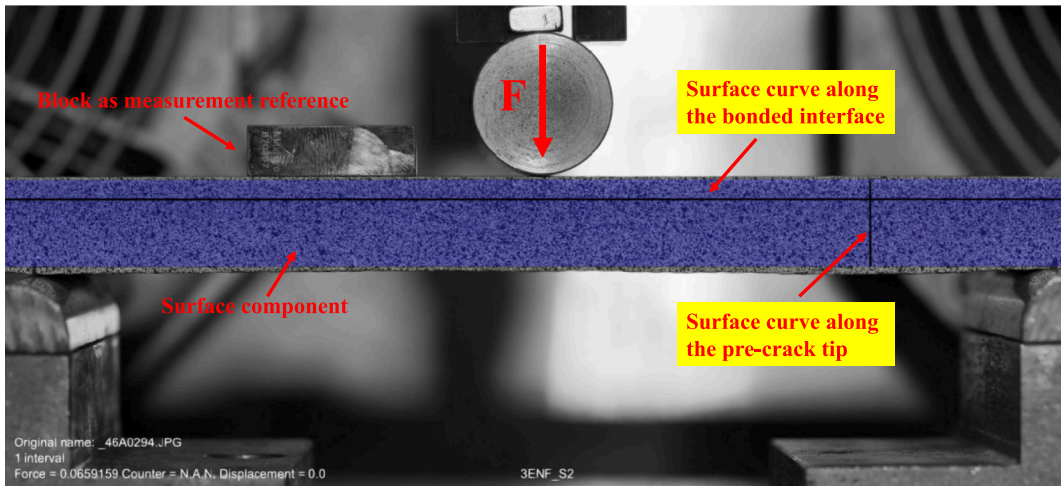 F
Block as measurement reference
Surface curve along
the bonded interface
Surface component
Surface curve along
the pre-crack tip
Original name: _46A0294.JPG
1 interval
Force = 0.0659159 Counter = N.A.N. Displacement = 0.0
3ENF_S2